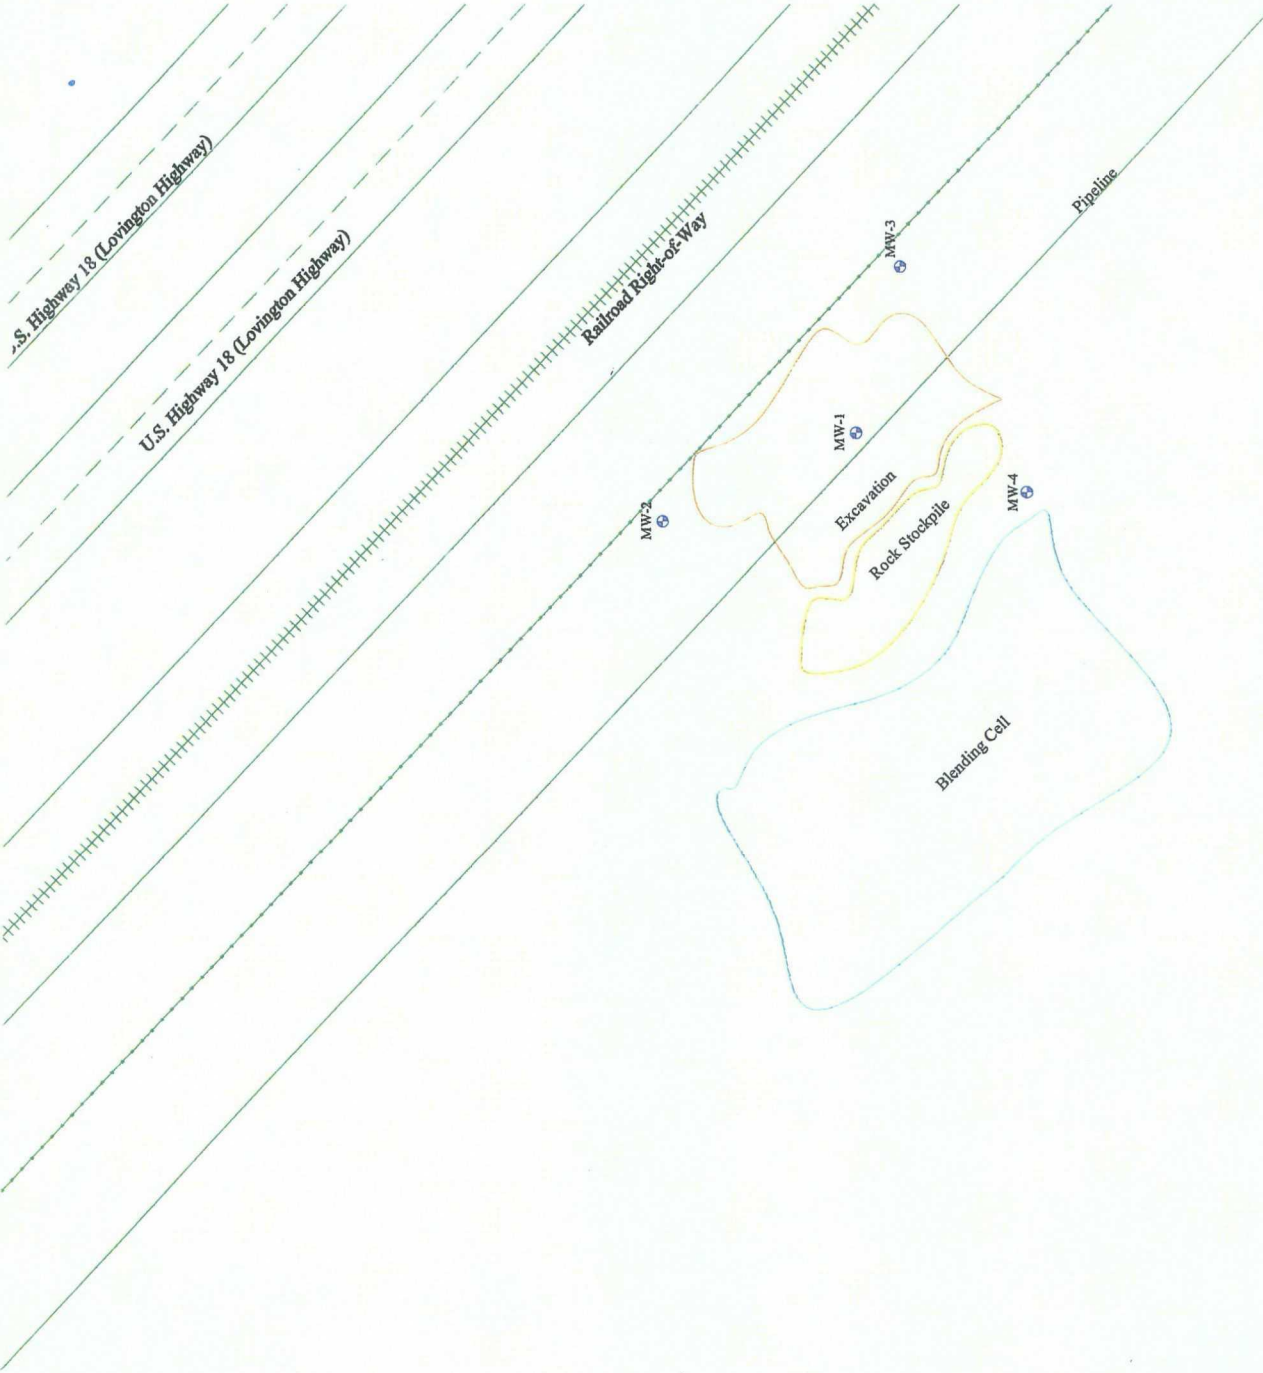 .S. Highway 18 (Lovington Highway)
U.S. Highway 18 (Lovington Highway)
Railroad Right-of-Way
Pipeline
MW-3
MW-1
MW-2
MW-4
Excavation
Rock Stockpile
Blending Cell